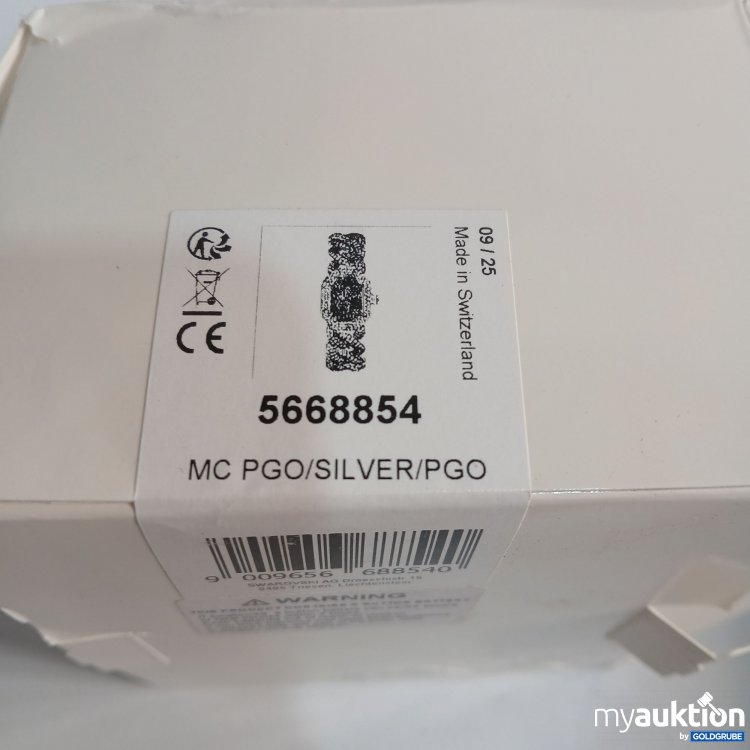 09 / 25
Made in Switzerland
CE
5668854
MC PGO/SILVER/PGO
9 009656 688540
SWAROVSKI AG Dröschistr. 15
9495 Triesen, Liechtenstein
WARNING
myauktion
by GOLDGRUBE